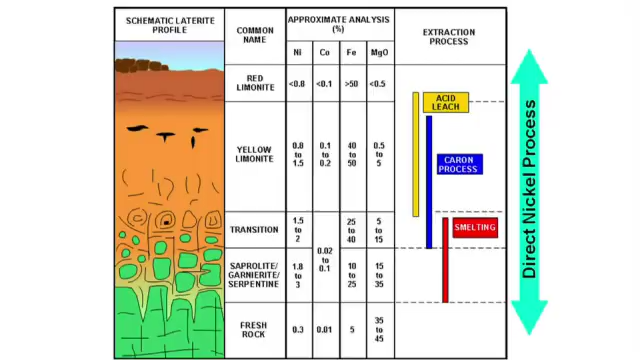 SCHEMATIC LATERITE
PROFILE
COMMON
NAME
APPROXIMATE ANALYSIS
(%)
Ni
Co
Fe
MgO
EXTRACTION
PROCESS
RED
LIMONITE
<0.8
<0.1
>50
<0.5
YELLOW
LIMONITE
0.8
to
1.5
0.1
to
0.2
40
to
50
0.5
to
5
TRANSITION
1.5
to
2
25
to
40
5
to
15
0.02
to
0.1
SAPROLITE/
GARNIERITE/
SERPENTINE
1.8
to
3
10
to
25
15
to
35
FRESH
ROCK
0.3
0.01
5
35
to
45
ACID
LEACH
CARON
PROCESS
SMELTING
Direct Nickel Process